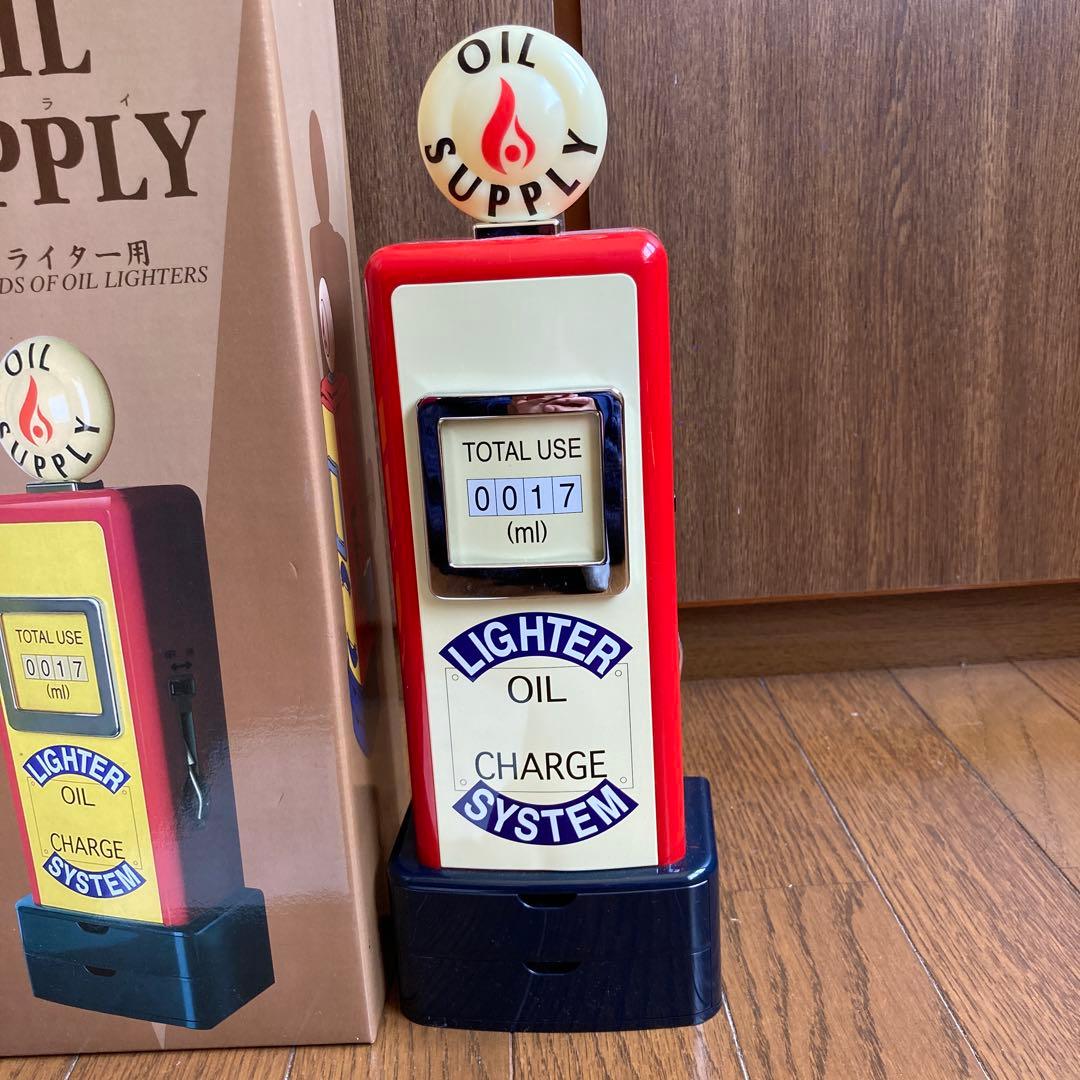 IL
ライ
PPLY
ライター用
DS OF OIL LIGHTERS
OIL
SUPPLY
TOTAL USE
0017
(ml)
LIGHTER
OIL
CHARGE
SYSTEM
OIL
SUPPLY
TOTAL USE
0017
(ml)
LIGHTER
OIL
CHARGE
SYSTEM